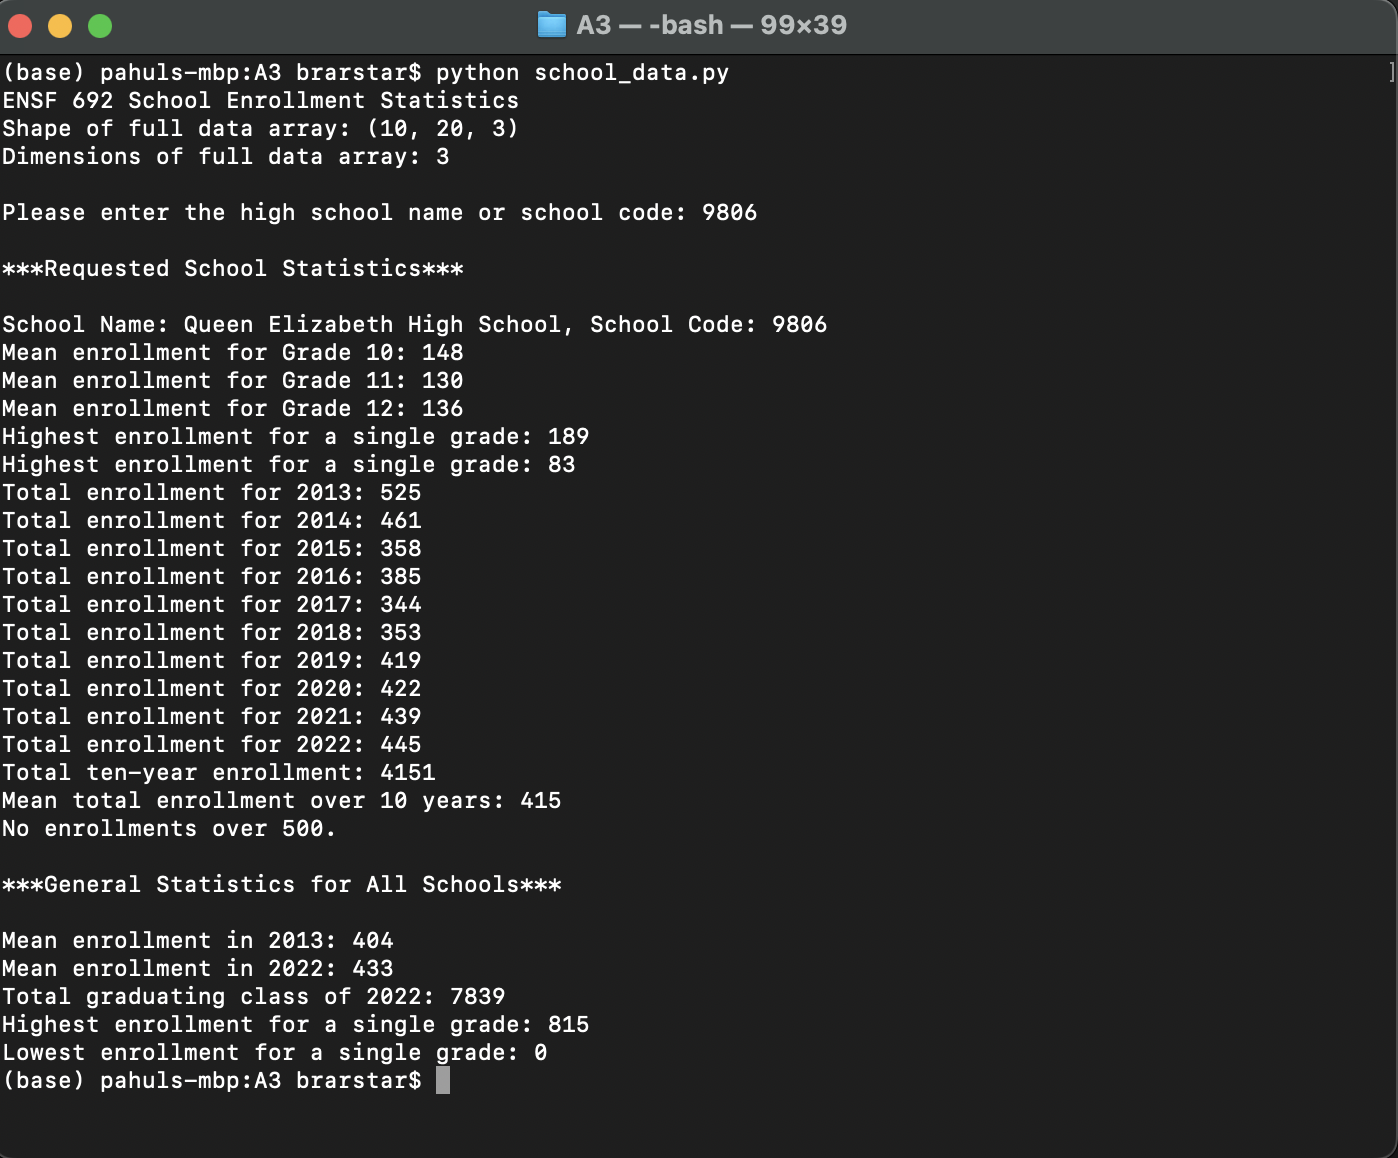 A3 — -bash — 99×39
(base) pahuls-mbp:A3 brarstar$ python school_data.py ]
ENSF 692 School Enrollment Statistics
Shape of full data array: (10, 20, 3)
Dimensions of full data array: 3
Please enter the high school name or school code: 9806
***Requested School Statistics***
School Name: Queen Elizabeth High School, School Code: 9806
Mean enrollment for Grade 10: 148
Mean enrollment for Grade 11: 130
Mean enrollment for Grade 12: 136
Highest enrollment for a single grade: 189
Highest enrollment for a single grade: 83
Total enrollment for 2013: 525
Total enrollment for 2014: 461
Total enrollment for 2015: 358
Total enrollment for 2016: 385
Total enrollment for 2017: 344
Total enrollment for 2018: 353
Total enrollment for 2019: 419
Total enrollment for 2020: 422
Total enrollment for 2021: 439
Total enrollment for 2022: 445
Total ten-year enrollment: 4151
Mean total enrollment over 10 years: 415
No enrollments over 500.
***General Statistics for All Schools***
Mean enrollment in 2013: 404
Mean enrollment in 2022: 433
Total graduating class of 2022: 7839
Highest enrollment for a single grade: 815
Lowest enrollment for a single grade: 0
(base) pahuls-mbp:A3 brarstar$